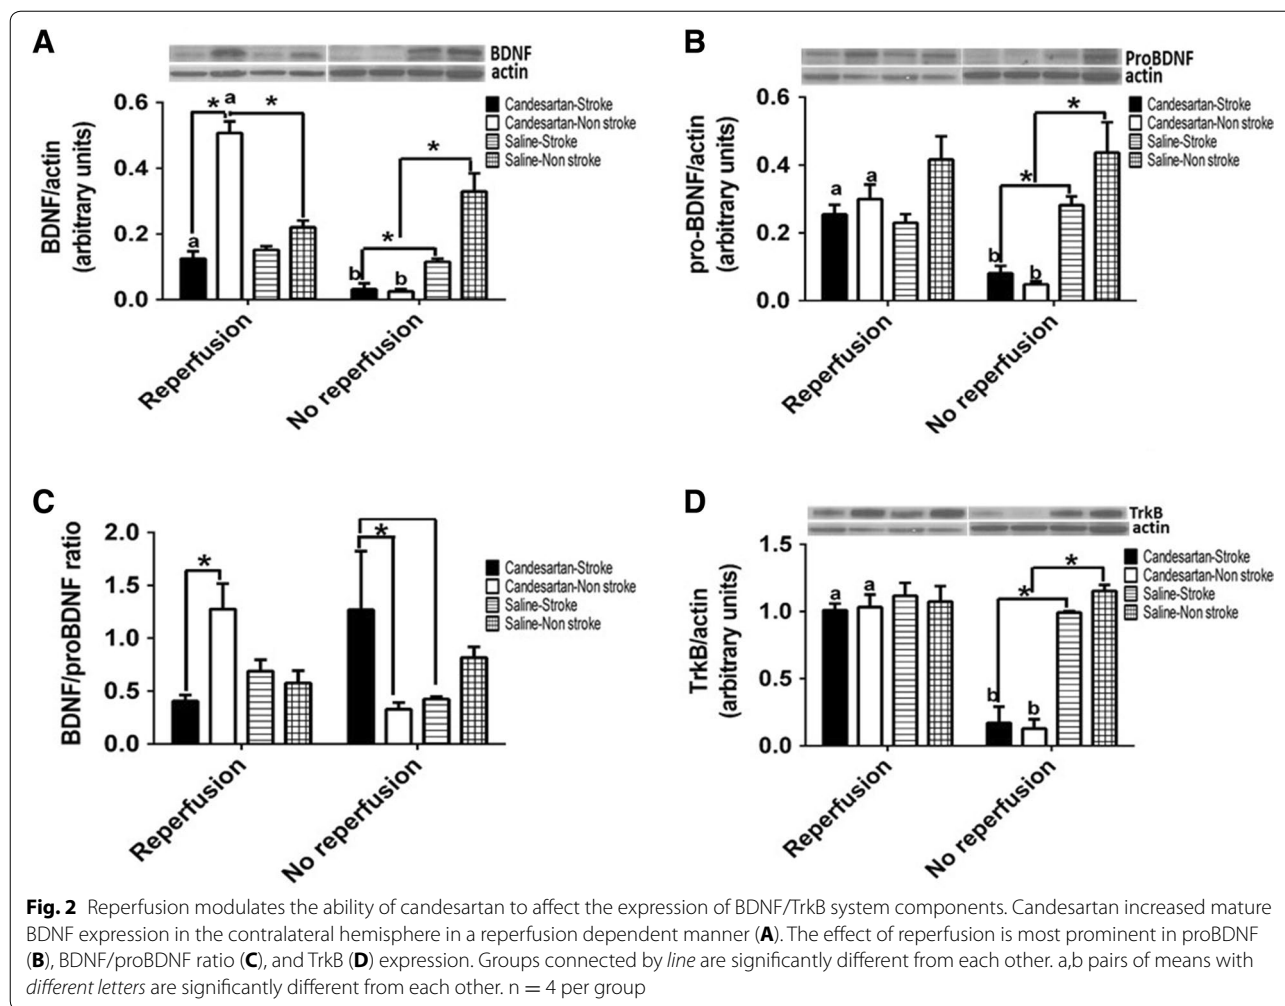 A
BDNF
actin
BDNF/actin
(arbitrary units)
0.6
0.4
0.2
0.0
* a *
a
*
*
b b
Candesartan-Stroke
Candesartan-Non stroke
Saline-Stroke
Saline-Non stroke
Reperfusion
No reperfusion
B
ProBDNF
actin
pro-BDNF/actin
(arbitrary units)
0.6
0.4
0.2
0.0
a a
*
*
b b
Candesartan-Stroke
Candesartan-Non stroke
Saline-Stroke
Saline-Non stroke
Reperfusion
No reperfusion
C
BDNF/proBDNF ratio
2.0
1.5
1.0
0.5
0.0
*
*
Candesartan-Stroke
Candesartan-Non stroke
Saline-Stroke
Saline-Non stroke
Reperfusion
No reperfusion
D
TrkB
actin
TrkB/actin
(arbitrary units)
1.5
1.0
0.5
0.0
a a
*
*
b b
Candesartan-Stroke
Candesartan-Non stroke
Saline-Stroke
Saline-Non stroke
Reperfusion
No reperfusion
Fig. 2 Reperfusion modulates the ability of candesartan to affect the expression of BDNF/TrkB system components. Candesartan increased mature
BDNF expression in the contralateral hemisphere in a reperfusion dependent manner (A). The effect of reperfusion is most prominent in proBDNF
(B), BDNF/proBDNF ratio (C), and TrkB (D) expression. Groups connected by line are significantly different from each other. a,b pairs of means with
different letters are significantly different from each other. n = 4 per group